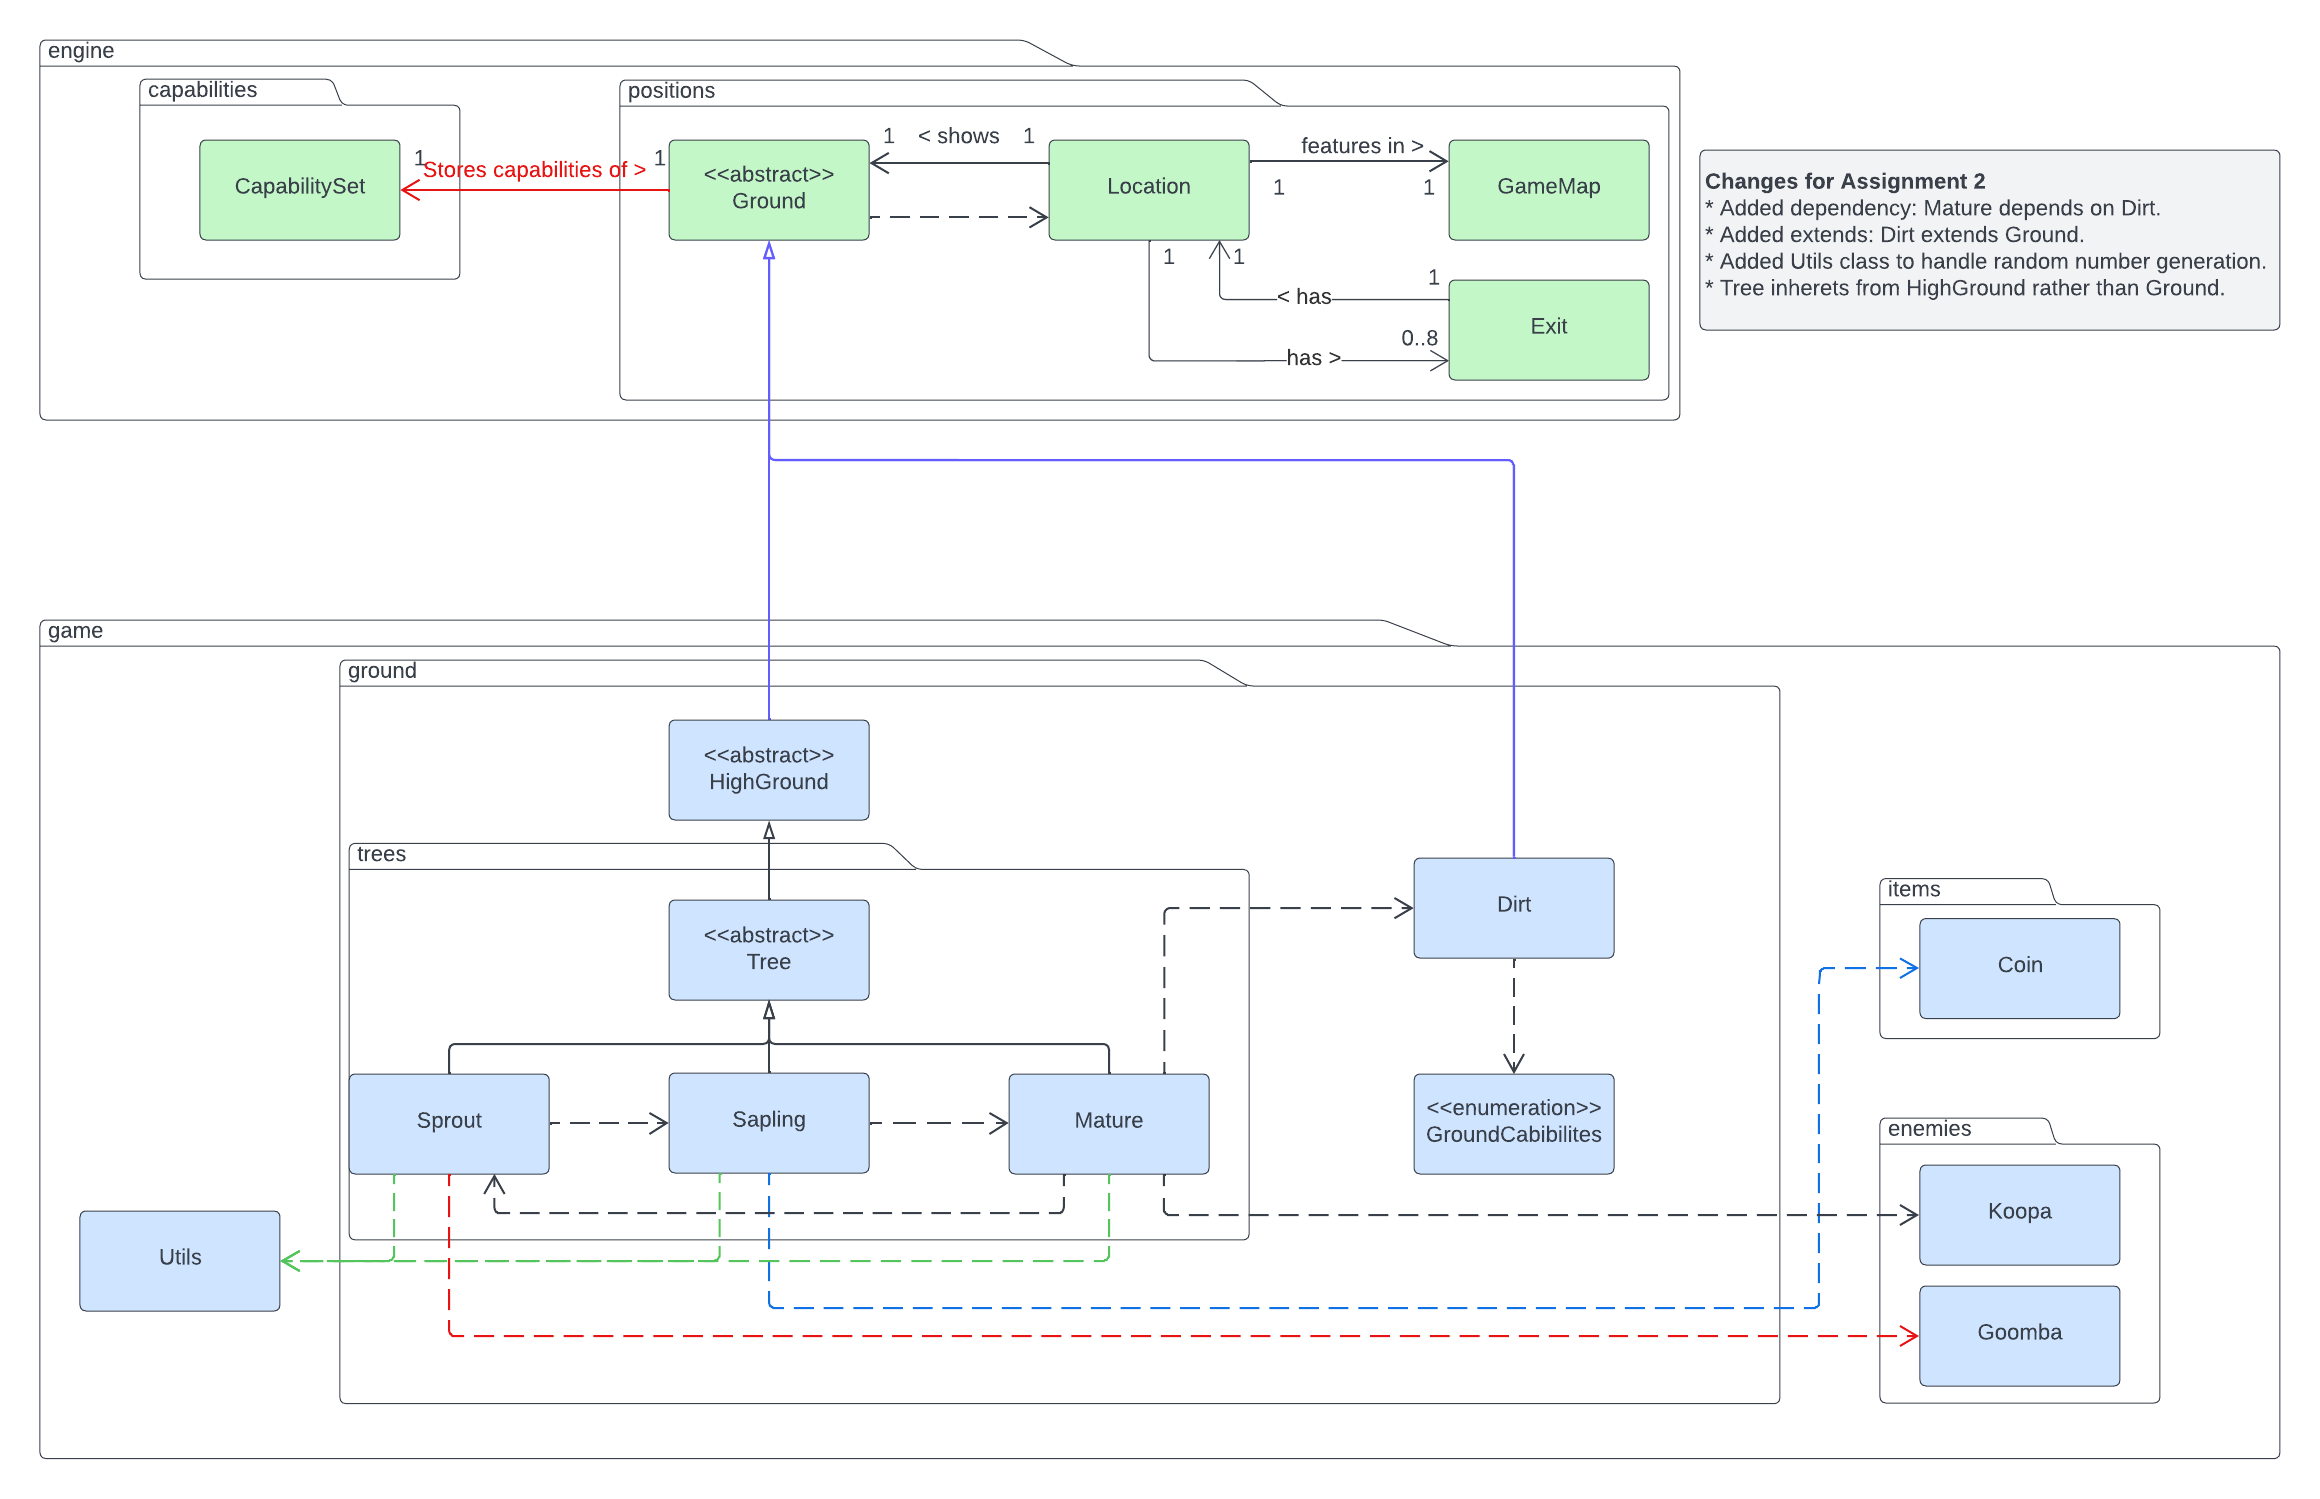 engine
capabilities
positions
CapabilitySet
1
Stores capabilities of >
1
<<abstract>>
Ground
1
< shows
1
Location
features in >
1
1
GameMap
1
1
< has
1
has >
0..8
Exit
Changes for Assignment 2
* Added dependency: Mature depends on Dirt.
* Added extends: Dirt extends Ground.
* Added Utils class to handle random number generation.
* Tree inherets from HighGround rather than Ground.
game
ground
<<abstract>>
HighGround
trees
<<abstract>>
Tree
Dirt
items
Coin
Sprout
Sapling
Mature
<<enumeration>>
GroundCabibilites
enemies
Koopa
Utils
Goomba